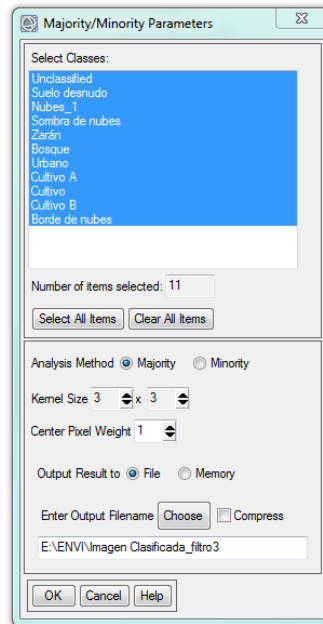 Majority/Minority Parameters
Select Classes:
Unclassified
Suelo desnudo
Nubes_1
Sombra de nubes
Zarán
Bosque
Urbano
Cultivo A
Cultivo
Cultivo B
Borde de nubes
Number of items selected: 11
Select All Items Clear All Items
Analysis Method Majority Minority
Kernel Size 3 x 3
Center Pixel Weight 1
Output Result to File Memory
Enter Output Filename Choose Compress
E:\ENVI\Imagen Clasificada_filtro3
OK Cancel Help